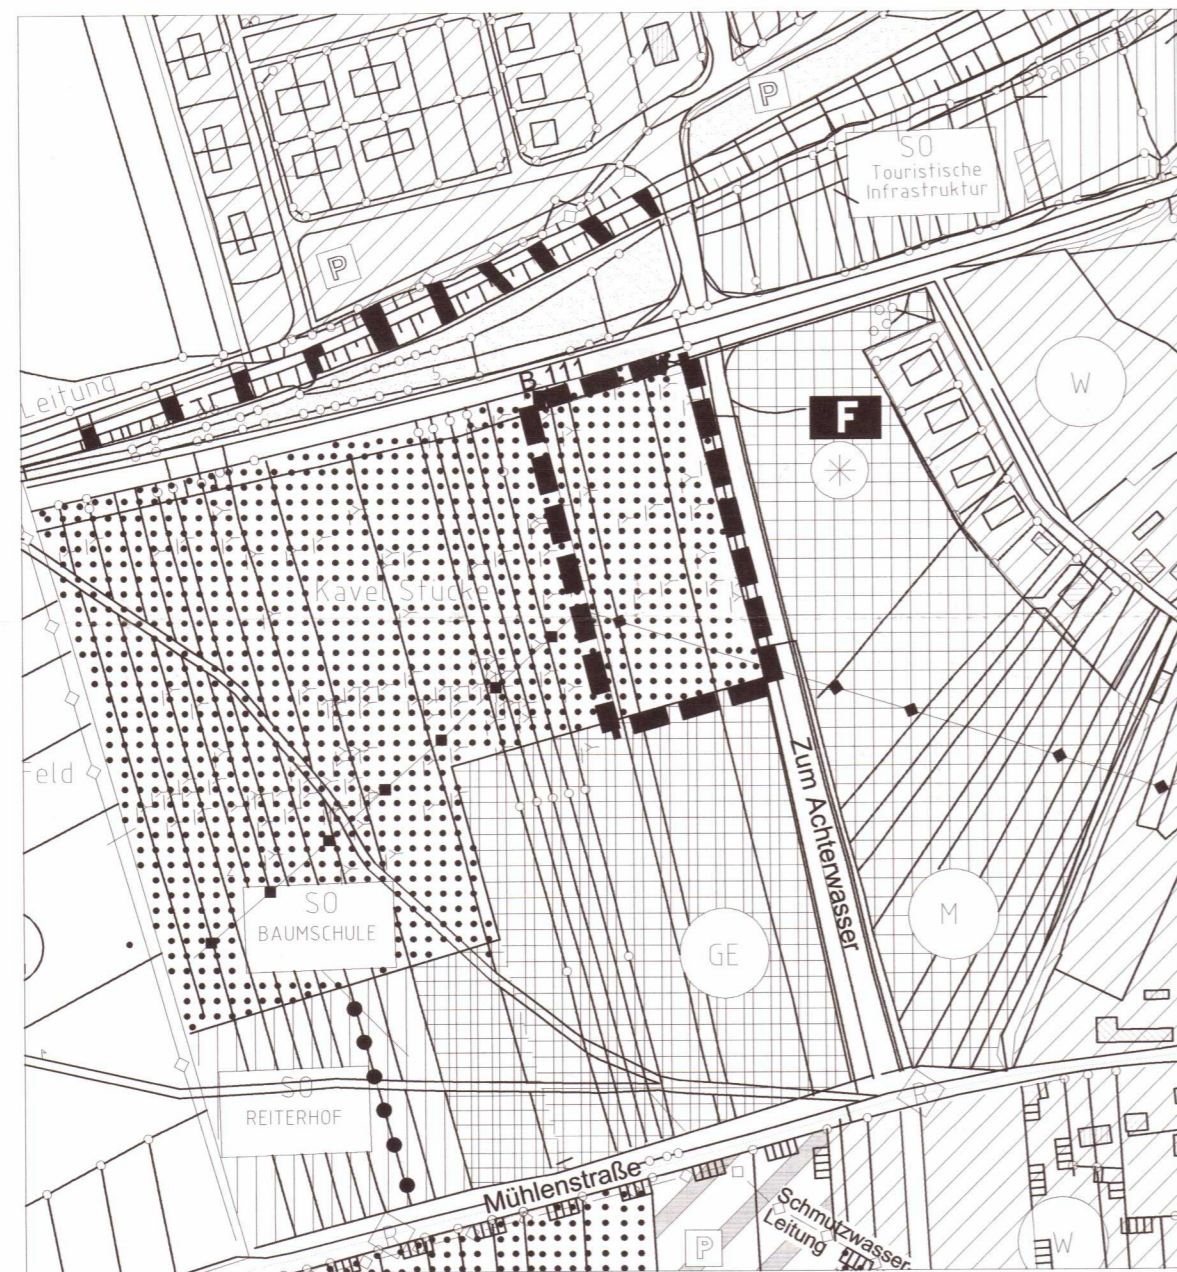 P
SO
Touristische
Infrastruktur
P
Leitung
B 111
W
F
Kavel Stücke
feld
Zum Achterwasser
M
SO
BAUMSCHULE
GE
SO
REITERHOF
R
Mühlenstraße
R
Schmutzwasser
Leitung
P
W